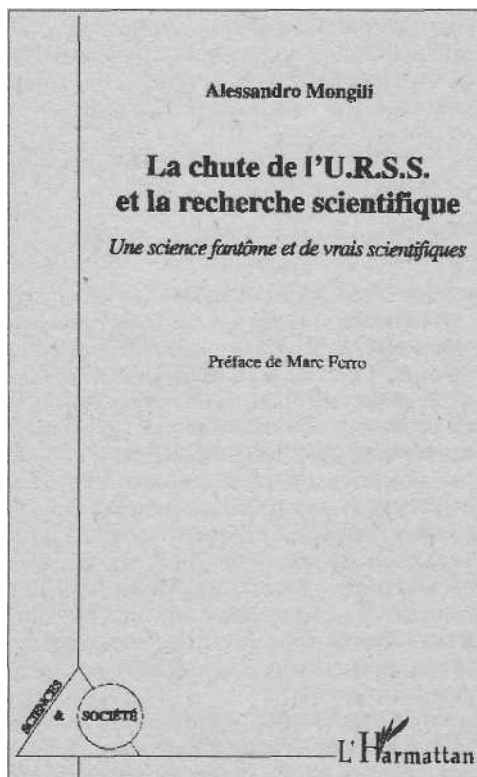 Alessandro Mongili
La chute de l'U.R.S.S.
et la recherche scientifique
Une science fantôme et de vrais scientifiques
Préface de Marc Ferro
SCIENCES
&
SOCIÉTÉ
L'Harmattan